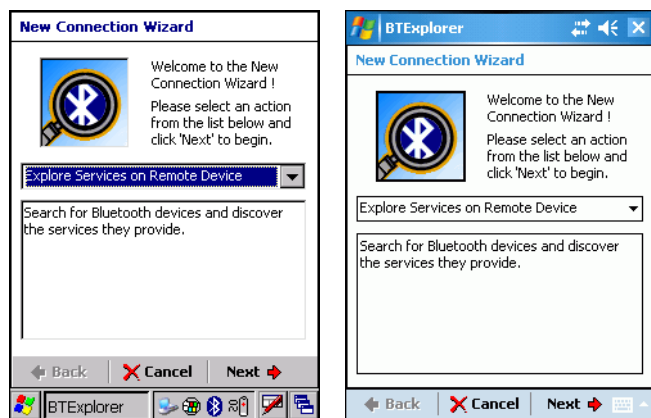 New Connection Wizard
Welcome to the New
Connection Wizard !
Please select an action
from the list below and
click 'Next' to begin.
Explore Services on Remote Device
Search for Bluetooth devices and discover
the services they provide.
Back Cancel Next
BTExplorer
BTExplorer
New Connection Wizard
Welcome to the New
Connection Wizard !
Please select an action
from the list below and
click 'Next' to begin.
Explore Services on Remote Device
Search for Bluetooth devices and discover
the services they provide.
Back Cancel Next